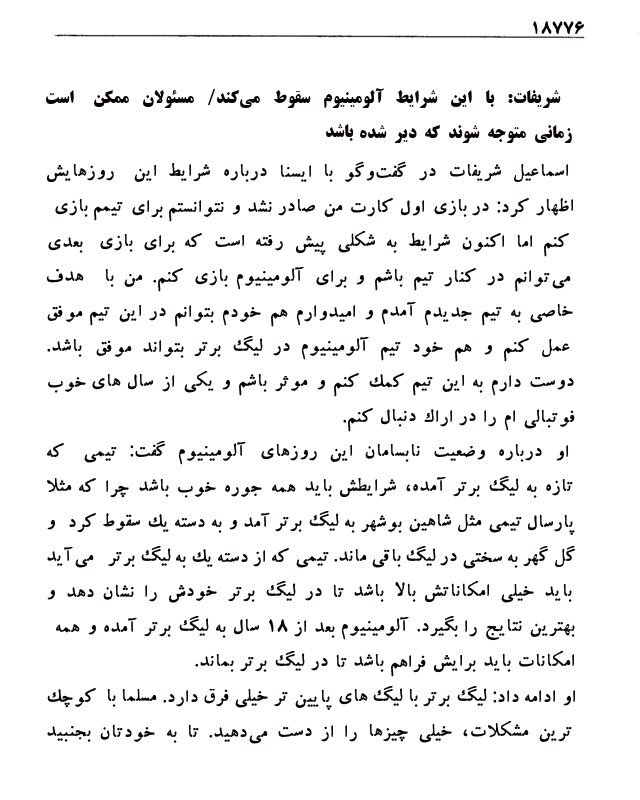 ۱۸۷۷۶
شریفات: با این شرایط آلومینیوم سقوط می‌کند/ مسئولان ممکن است
زمانی متوجه شوند که دیر شده باشد
اسماعیل شریفات در گفت‌وگو با ایسنا درباره شرایط این روزهایش
اظهار کرد: در بازی اول کارت من صادر نشد و نتوانستم برای تیمم بازی
کنم اما اکنون شرایط به شکلی پیش رفته است که برای بازی بعدی
می‌توانم در کنار تیم باشم و برای آلومینیوم بازی کنم. من با هدف
خاصی به تیم جدیدم آمدم و امیدوارم هم خودم بتوانم در این تیم موفق
عمل کنم و هم خود تیم آلومینیوم در لیگ برتر بتواند موفق باشد.
دوست دارم به این تیم کمک کنم و موثر باشم و یکی از سال های خوب
فوتبالی ام را در اراک دنبال کنم.
او درباره وضعیت نابسامان این روزهای آلومینیوم گفت: تیمی که
تازه به لیگ برتر آمده، شرایطش باید همه جوره خوب باشد چرا که مثلا
پارسال تیمی مثل شاهین بوشهر به لیگ برتر آمد و به دسته یک سقوط کرد و
گل گهر به سختی در لیگ باقی ماند. تیمی که از دسته یک به لیگ برتر می‌آید
باید خیلی امکاناتش بالا باشد تا در لیگ برتر خودش را نشان دهد و
بهترین نتایج را بگیرد. آلومینیوم بعد از ۱۸ سال به لیگ برتر آمده و همه
امکانات باید برایش فراهم باشد تا در لیگ برتر بماند.
او ادامه داد: لیگ برتر با لیگ های پایین تر خیلی فرق دارد. مسلما با کوچک
ترین مشکلات، خیلی چیزها را از دست می‌دهید. تا به خودتان بجنبید